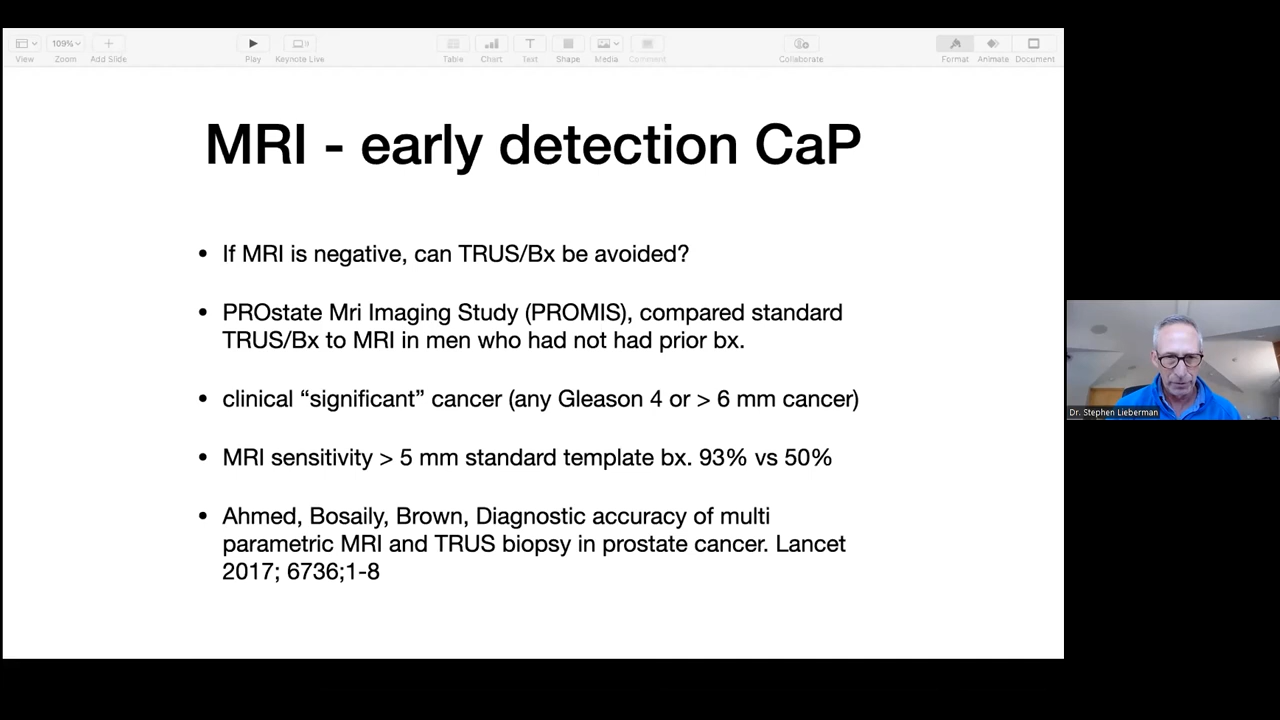 View
109%
Zoom
Add Slide
Play
Keynote Live
Table
Chart
Text
Shape
Media
Comment
Collaborate
Format
Animate
Document
MRI - early detection CaP
• If MRI is negative, can TRUS/Bx be avoided?
• PROstate Mri Imaging Study (PROMIS), compared standard
TRUS/Bx to MRI in men who had not had prior bx.
• clinical “significant” cancer (any Gleason 4 or > 6 mm cancer)
• MRI sensitivity > 5 mm standard template bx. 93% vs 50%
• Ahmed, Bosaily, Brown, Diagnostic accuracy of multi
parametric MRI and TRUS biopsy in prostate cancer. Lancet
2017; 6736;1-8
Dr. Stephen Lieberman